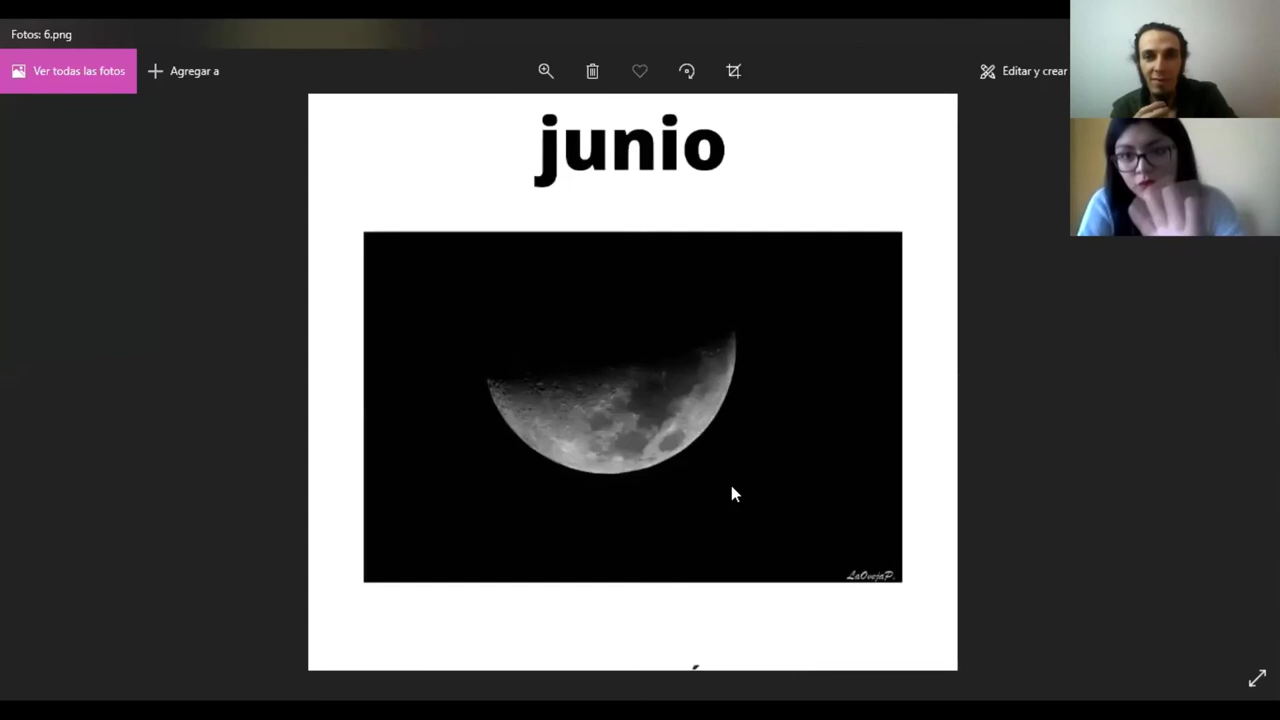 Fotos: 6.png
Ver todas las fotos
Agregar a
Editar y crear
junio
LaOvejaP.